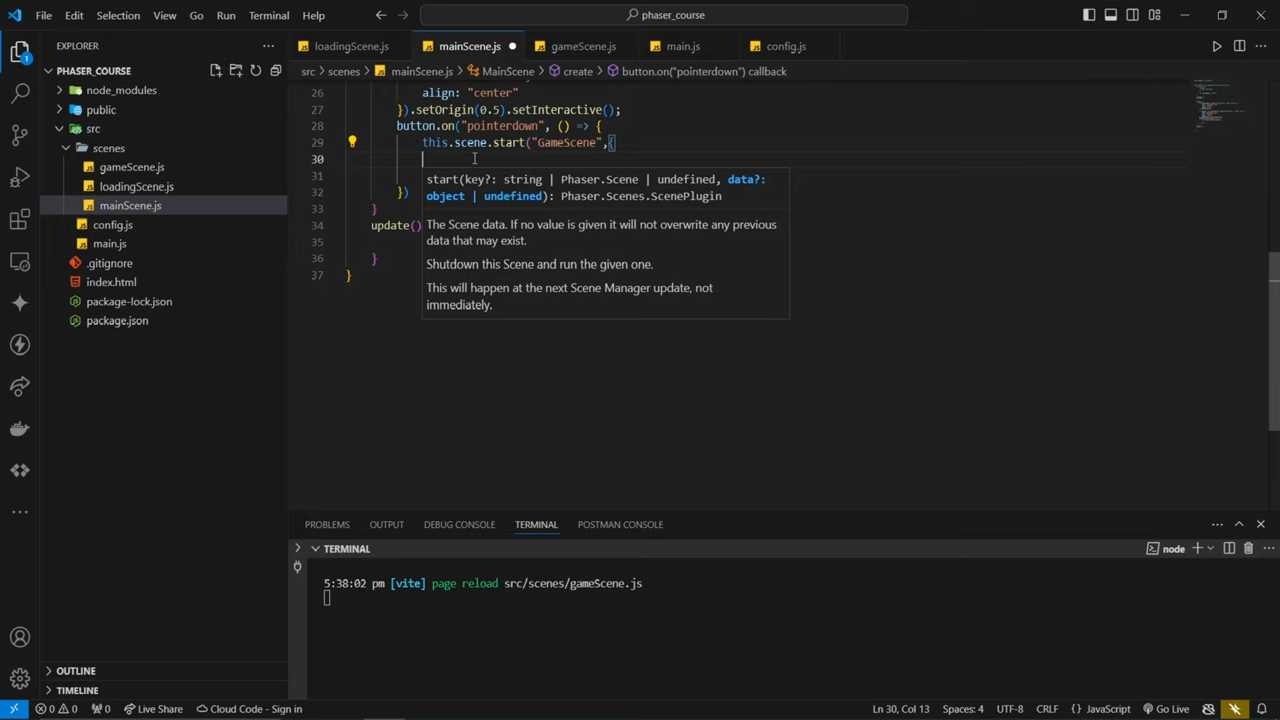 File Edit Selection View Go Run Terminal Help
phaser_course
EXPLORER
loadingScene.js
mainScene.js
gameScene.js
main.js
config.js
PHASER_COURSE
src > scenes > mainScene.js > MainScene > create > button.on("pointerdown") callback
node_modules
public
src
scenes
gameScene.js
loadingScene.js
mainScene.js
config.js
main.js
.gitignore
index.html
package-lock.json
package.json
26 align: "center"
27 }).setOrigin(0.5).setInteractive();
28 button.on("pointerdown", () => {
29 this.scene.start("GameScene",{
30
31
32 })
33 }
34 update()
35
36 }
37 }
start(key?: string | Phaser.Scene | undefined, data?:
object | undefined): Phaser.Scenes.ScenePlugin
The Scene data. If no value is given it will not overwrite any previous
data that may exist.
Shutdown this Scene and run the given one.
This will happen at the next Scene Manager update, not
immediately.
PROBLEMS OUTPUT DEBUG CONSOLE TERMINAL POSTMAN CONSOLE
TERMINAL
node
5:38:02 pm [vite] page reload src/scenes/gameScene.js
OUTLINE
TIMELINE
0 0 0 Live Share Cloud Code - Sign in Ln 30, Col 13 Spaces: 4 UTF-8 CRLF {} JavaScript Go Live